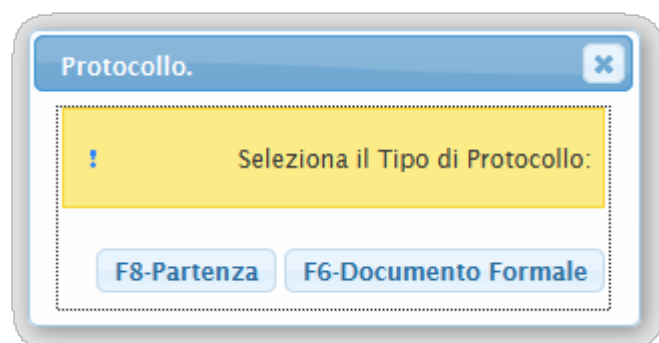 Protocollo.
! Seleziona il Tipo di Protocollo:
F8-Partenza F6-Documento Formale